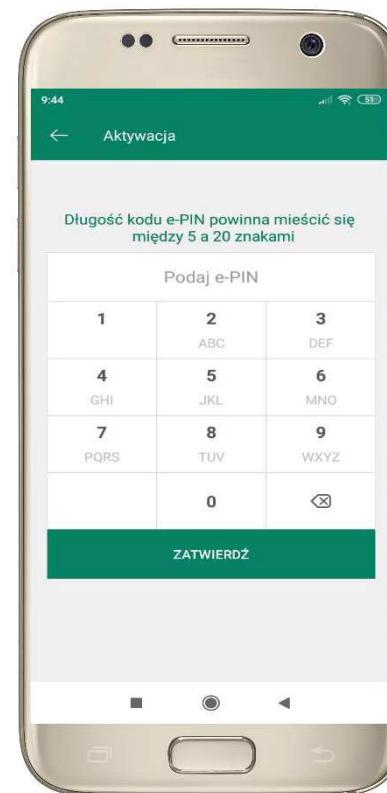 9:44
51
Aktywacja
Długość kodu e-PIN powinna mieścić się
między 5 a 20 znakami
Podaj e-PIN
1 2 3
ABC DEF
4 5 6
GHI JKL MNO
7 8 9
PQRS TUV WXYZ
0
ZATWIERDŹ